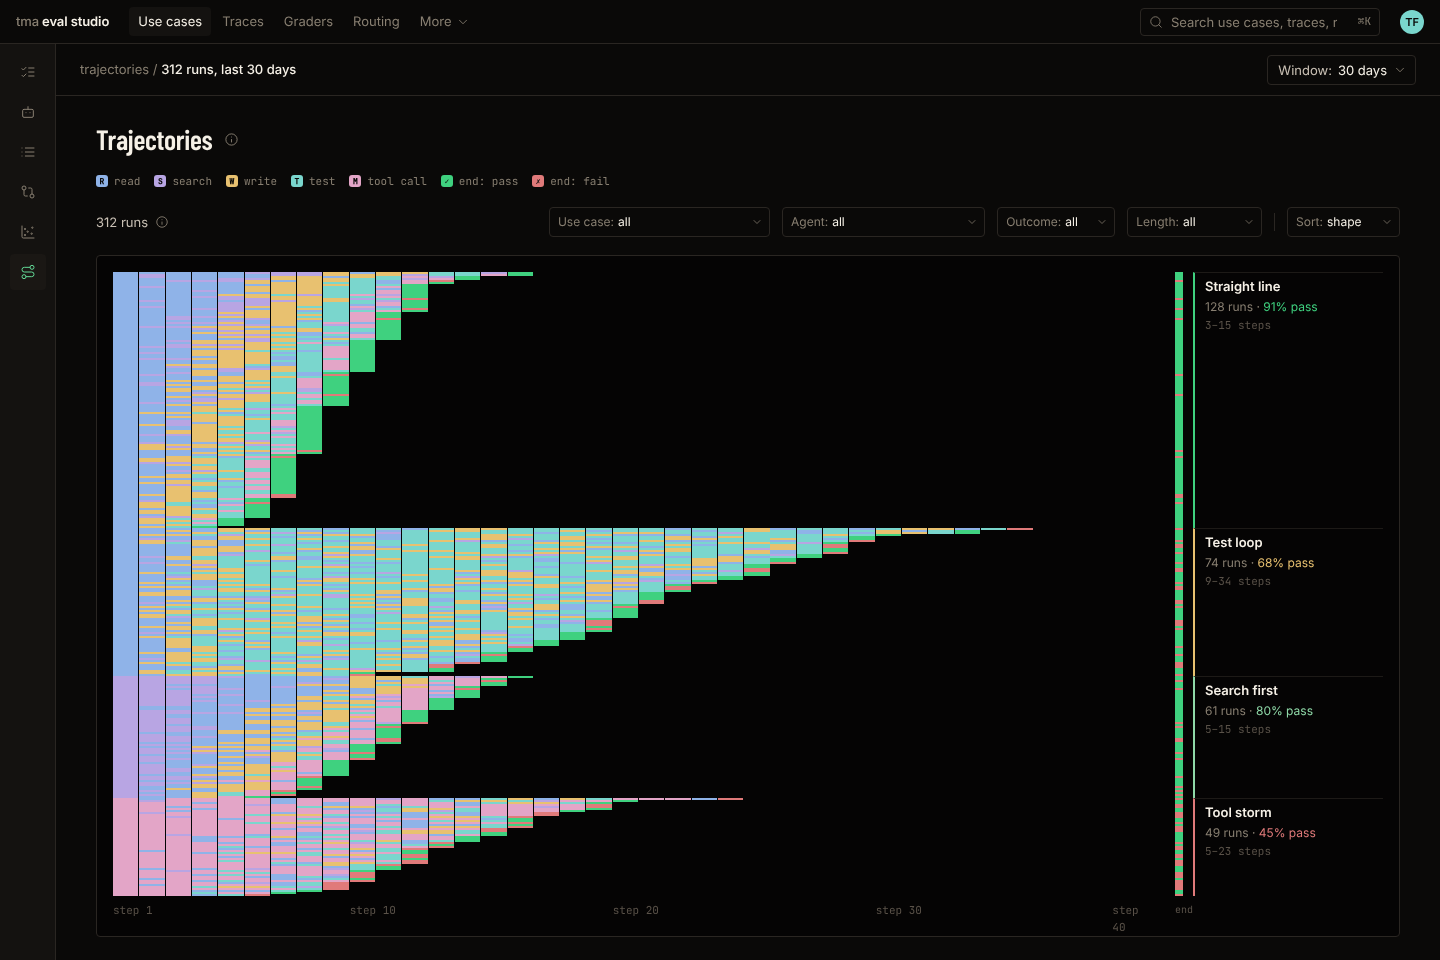 tma eval studio
Use cases
Traces
Graders
Routing
More
Search use cases, traces, r
⌘K
TF
trajectories / 312 runs, last 30 days
Window: 30 days
Trajectories
R read
S search
W write
T test
M tool call
✓ end: pass
✗ end: fail
312 runs
Use case: all
Agent: all
Outcome: all
Length: all
Sort: shape
Straight line
128 runs · 91% pass
3–15 steps
Test loop
74 runs · 68% pass
9–34 steps
Search first
61 runs · 80% pass
5–15 steps
Tool storm
49 runs · 45% pass
5–23 steps
step 1
step 10
step 20
step 30
step
40
end